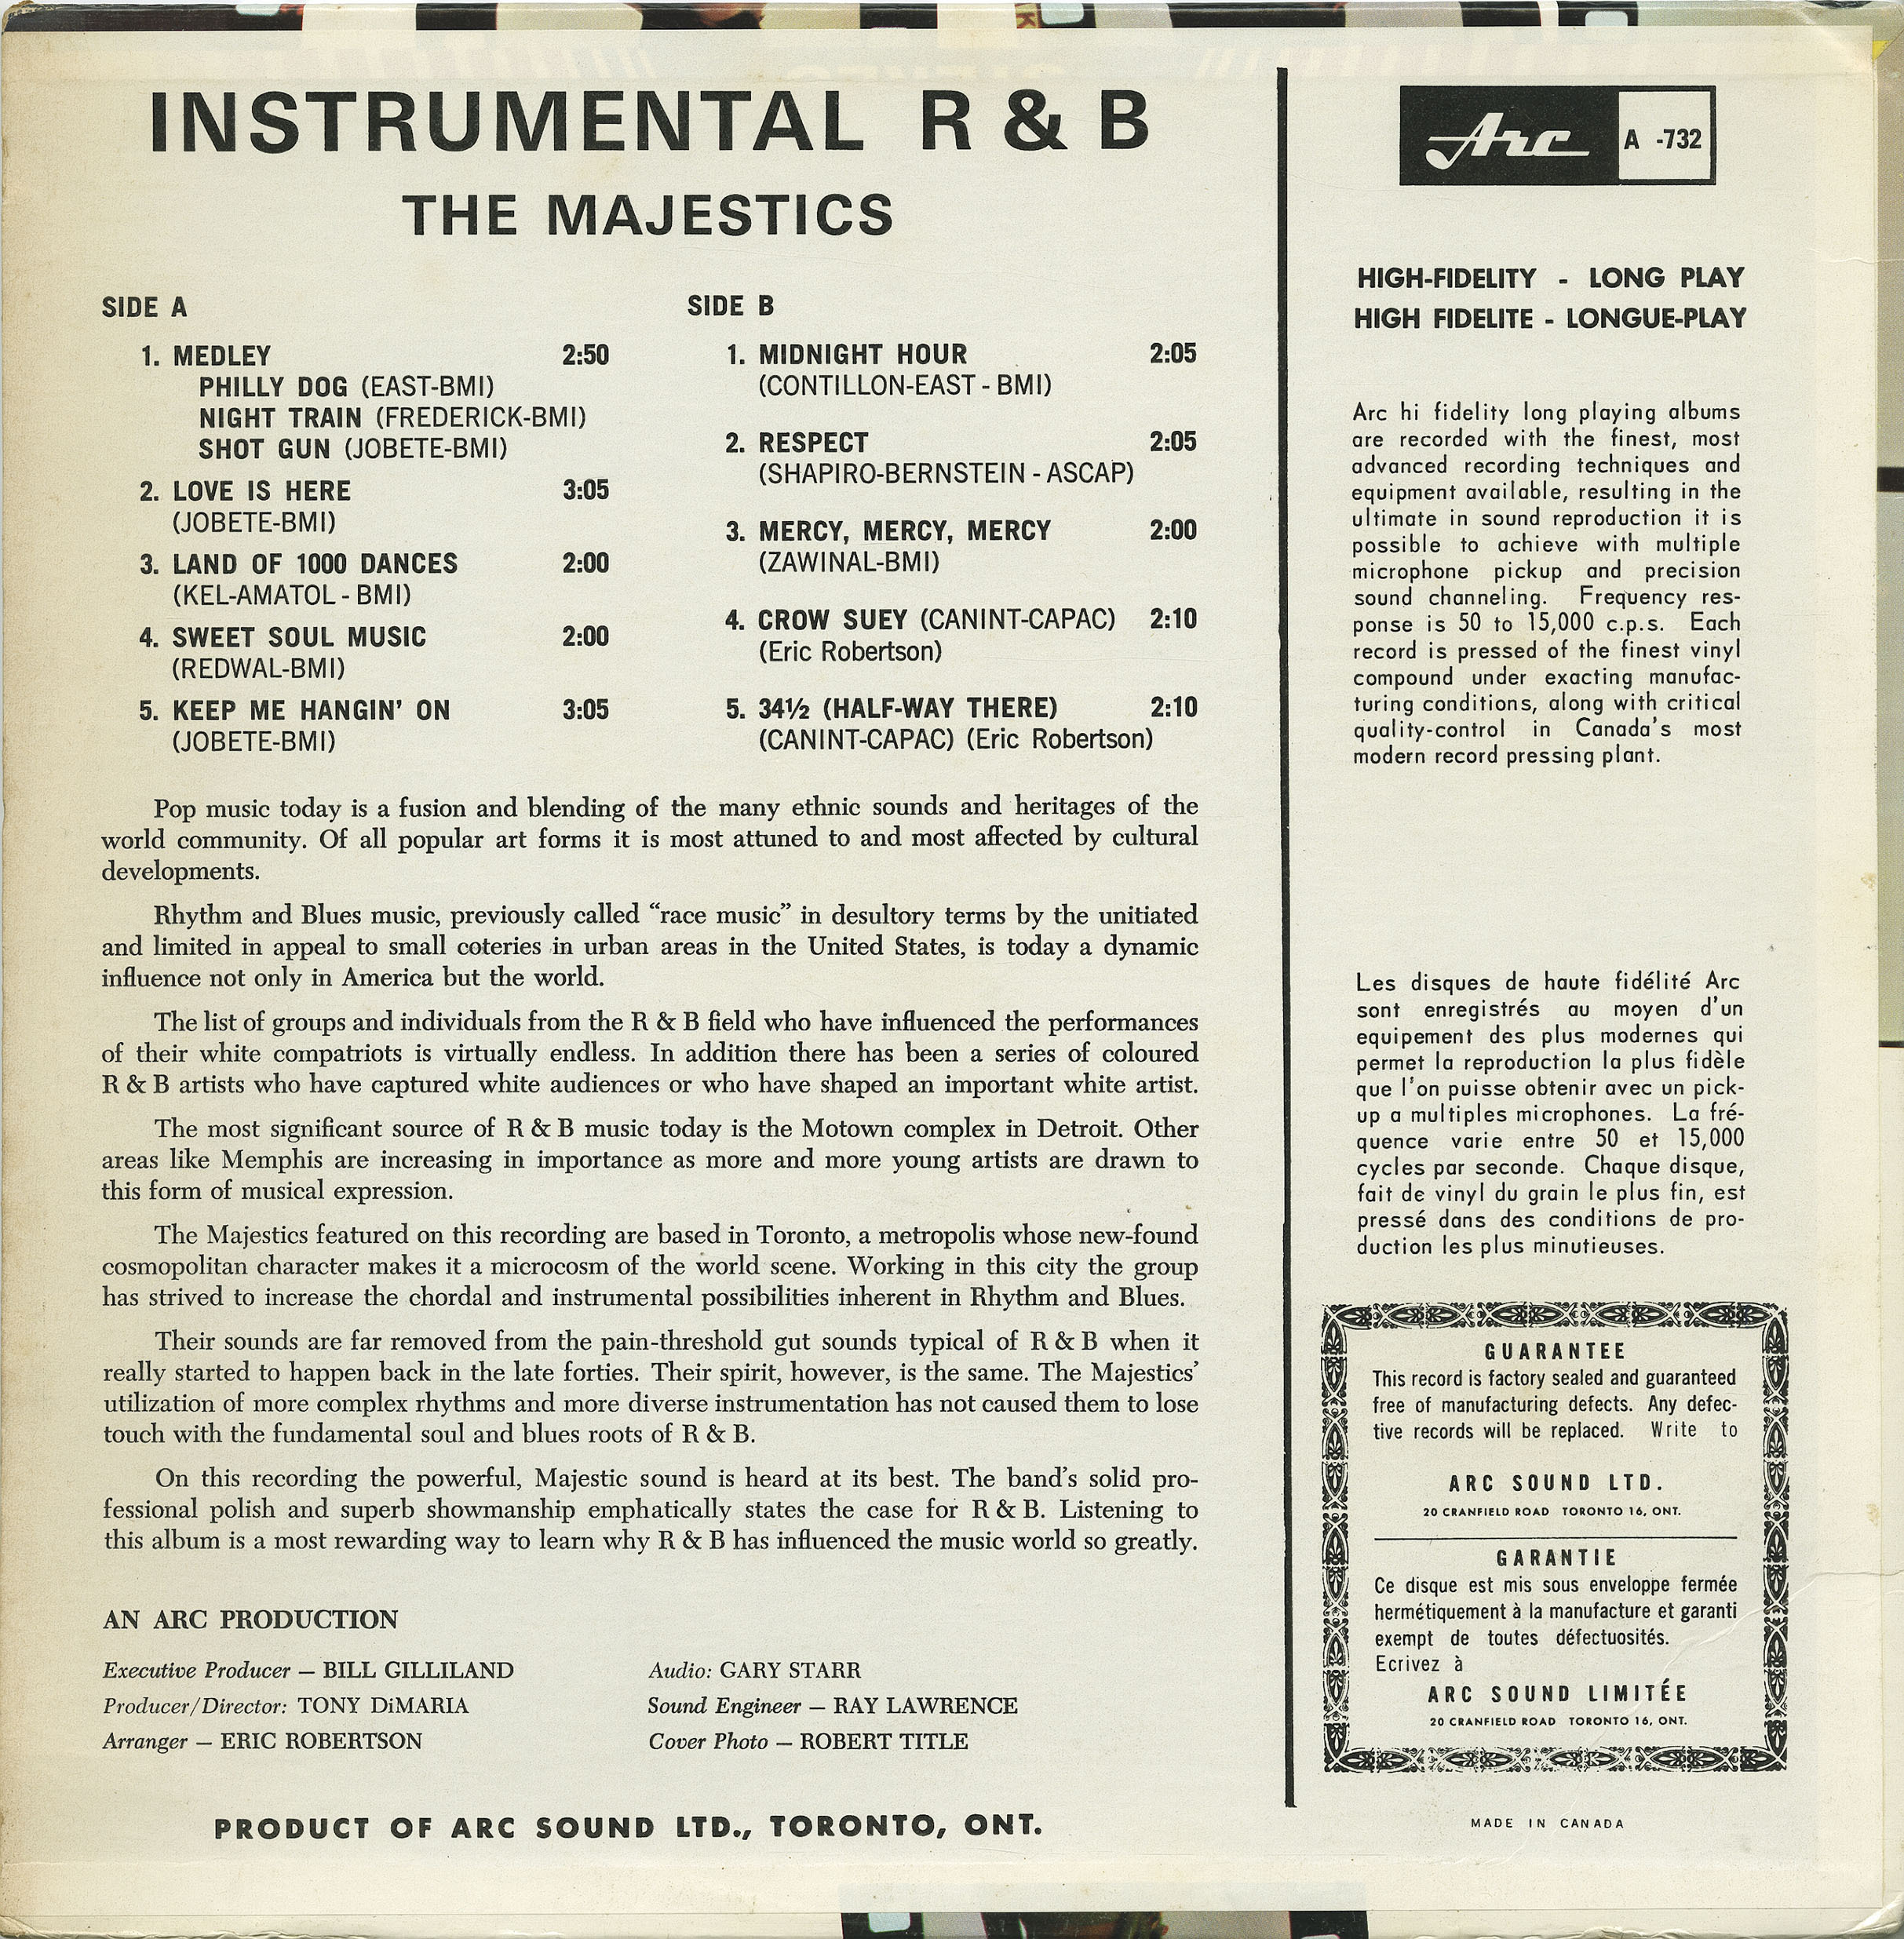 INSTRUMENTAL R & B
THE MAJESTICS
SIDE A
1. MEDLEY 2:50
PHILLY DOG (EAST-BMI)
NIGHT TRAIN (FREDERICK-BMI)
SHOT GUN (JOBETE-BMI)
2. LOVE IS HERE 3:05
(JOBETE-BMI)
3. LAND OF 1000 DANCES 2:00
(KEL-AMATOL - BMI)
4. SWEET SOUL MUSIC 2:00
(REDWAL-BMI)
5. KEEP ME HANGIN' ON 3:05
(JOBETE-BMI)
SIDE B
1. MIDNIGHT HOUR 2:05
(CONTILLON-EAST - BMI)
2. RESPECT 2:05
(SHAPIRO-BERNSTEIN - ASCAP)
3. MERCY, MERCY, MERCY 2:00
(ZAWINAL-BMI)
4. CROW SUEY (CANINT-CAPAC) 2:10
(Eric Robertson)
5. 34½ (HALF-WAY THERE) 2:10
(CANINT-CAPAC) (Eric Robertson)
Pop music today is a fusion and blending of the many ethnic sounds and heritages of the
world community. Of all popular art forms it is most attuned to and most affected by cultural
developments.
Rhythm and Blues music, previously called “race music” in desultory terms by the unitiated
and limited in appeal to small coteries in urban areas in the United States, is today a dynamic
influence not only in America but the world.
The list of groups and individuals from the R & B field who have influenced the performances
of their white compatriots is virtually endless. In addition there has been a series of coloured
R & B artists who have captured white audiences or who have shaped an important white artist.
The most significant source of R & B music today is the Motown complex in Detroit. Other
areas like Memphis are increasing in importance as more and more young artists are drawn to
this form of musical expression.
The Majestics featured on this recording are based in Toronto, a metropolis whose new-found
cosmopolitan character makes it a microcosm of the world scene. Working in this city the group
has strived to increase the chordal and instrumental possibilities inherent in Rhythm and Blues.
Their sounds are far removed from the pain-threshold gut sounds typical of R & B when it
really started to happen back in the late forties. Their spirit, however, is the same. The Majestics'
utilization of more complex rhythms and more diverse instrumentation has not caused them to lose
touch with the fundamental soul and blues roots of R & B.
On this recording the powerful, Majestic sound is heard at its best. The band's solid pro-
fessional polish and superb showmanship emphatically states the case for R & B. Listening to
this album is a most rewarding way to learn why R & B has influenced the music world so greatly.
AN ARC PRODUCTION
Executive Producer — BILL GILLILAND
Producer/Director: TONY DiMARIA
Arranger — ERIC ROBERTSON
Audio: GARY STARR
Sound Engineer — RAY LAWRENCE
Cover Photo — ROBERT TITLE
PRODUCT OF ARC SOUND LTD., TORONTO, ONT.
Arc A -732
HIGH-FIDELITY - LONG PLAY
HIGH FIDELITE - LONGUE-PLAY
Arc hi fidelity long playing albums
are recorded with the finest, most
advanced recording techniques and
equipment available, resulting in the
ultimate in sound reproduction it is
possible to achieve with multiple
microphone pickup and precision
sound channeling. Frequency res-
ponse is 50 to 15,000 c.p.s. Each
record is pressed of the finest vinyl
compound under exacting manufac-
turing conditions, along with critical
quality-control in Canada's most
modern record pressing plant.
Les disques de haute fidélité Arc
sont enregistrés au moyen d'un
equipement des plus modernes qui
permet la reproduction la plus fidèle
que l'on puisse obtenir avec un pick-
up a multiples microphones. La fré-
quence varie entre 50 et 15,000
cycles par seconde. Chaque disque,
fait de vinyl du grain le plus fin, est
pressé dans des conditions de pro-
duction les plus minutieuses.
GUARANTEE
This record is factory sealed and guaranteed
free of manufacturing defects. Any defec-
tive records will be replaced. Write to
ARC SOUND LTD.
20 CRANFIELD ROAD TORONTO 16, ONT.
GARANTIE
Ce disque est mis sous enveloppe fermée
hermétiquement à la manufacture et garanti
exempt de toutes défectuosités.
Ecrivez à
ARC SOUND LIMITÉE
20 CRANFIELD ROAD TORONTO 16, ONT.
MADE IN CANADA